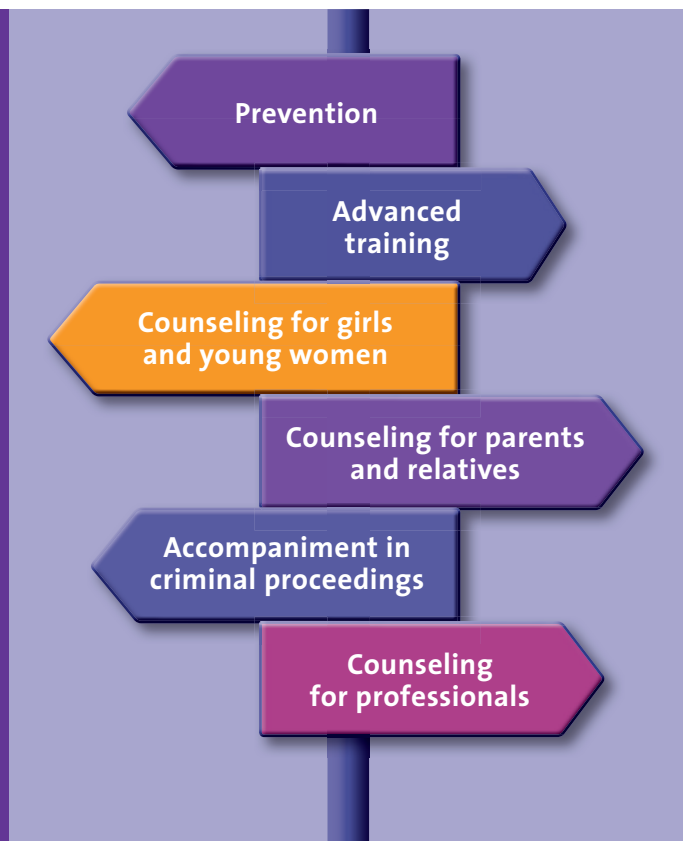 Prevention
Advanced
training
Counseling for girls
and young women
Counseling for parents
and relatives
Accompaniment in
criminal proceedings
Counseling
for professionals